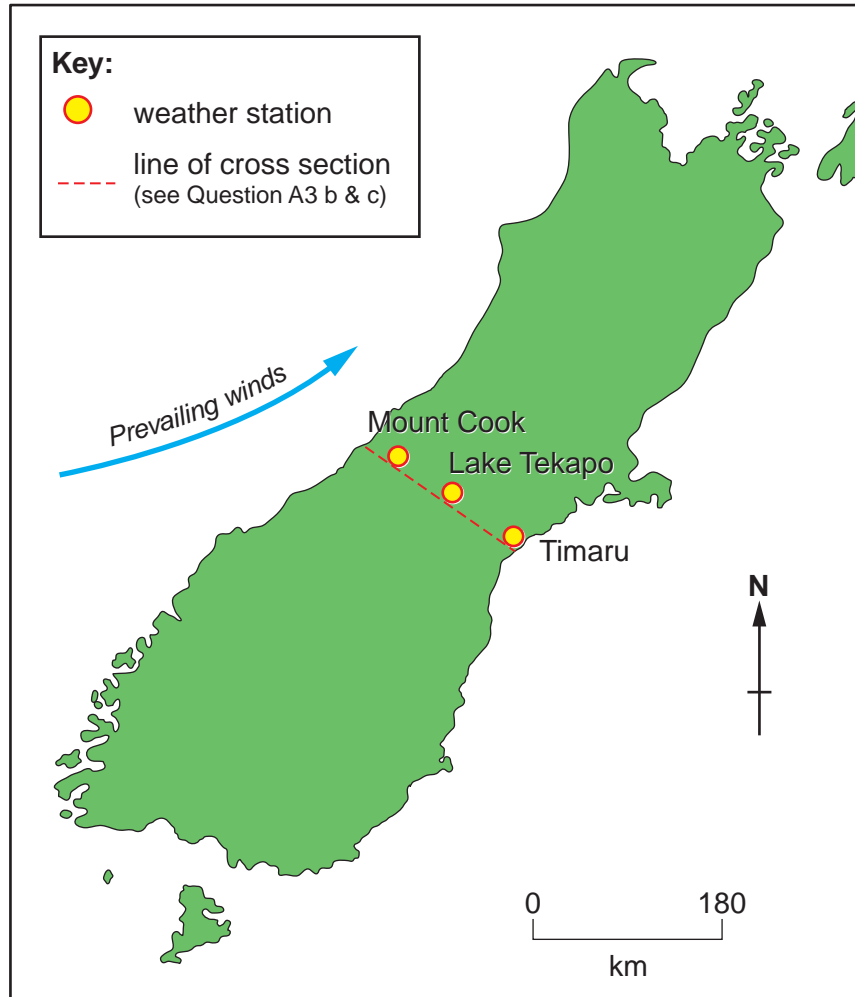 Key:
weather station
line of cross section
(see Question A3 b & c)
Prevailing winds
Mount Cook
Lake Tekapo
Timaru
N
0 180
km